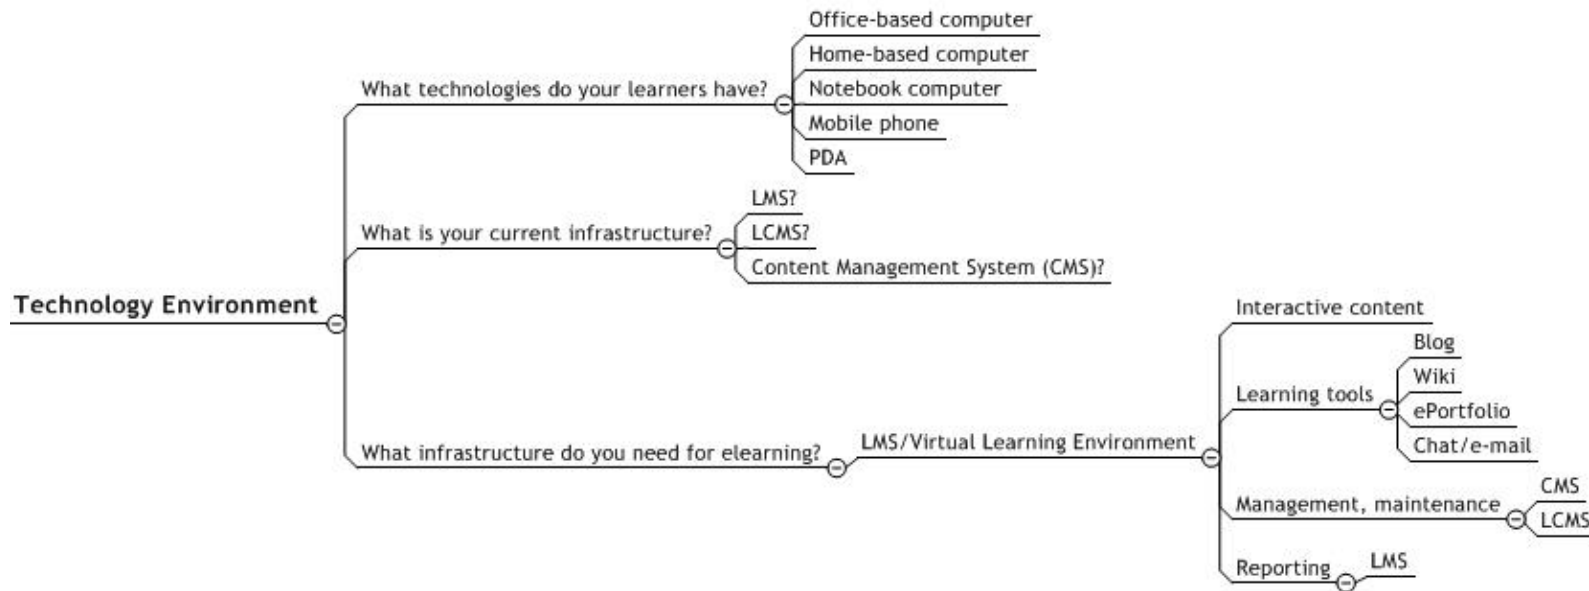 Technology Environment
What technologies do your learners have?
Office-based computer
Home-based computer
Notebook computer
Mobile phone
PDA
What is your current infrastructure?
LMS?
LCMS?
Content Management System (CMS)?
What infrastructure do you need for elearning?
LMS/Virtual Learning Environment
Interactive content
Learning tools
Blog
Wiki
ePortfolio
Chat/e-mail
Management, maintenance
CMS
LCMS
Reporting
LMS